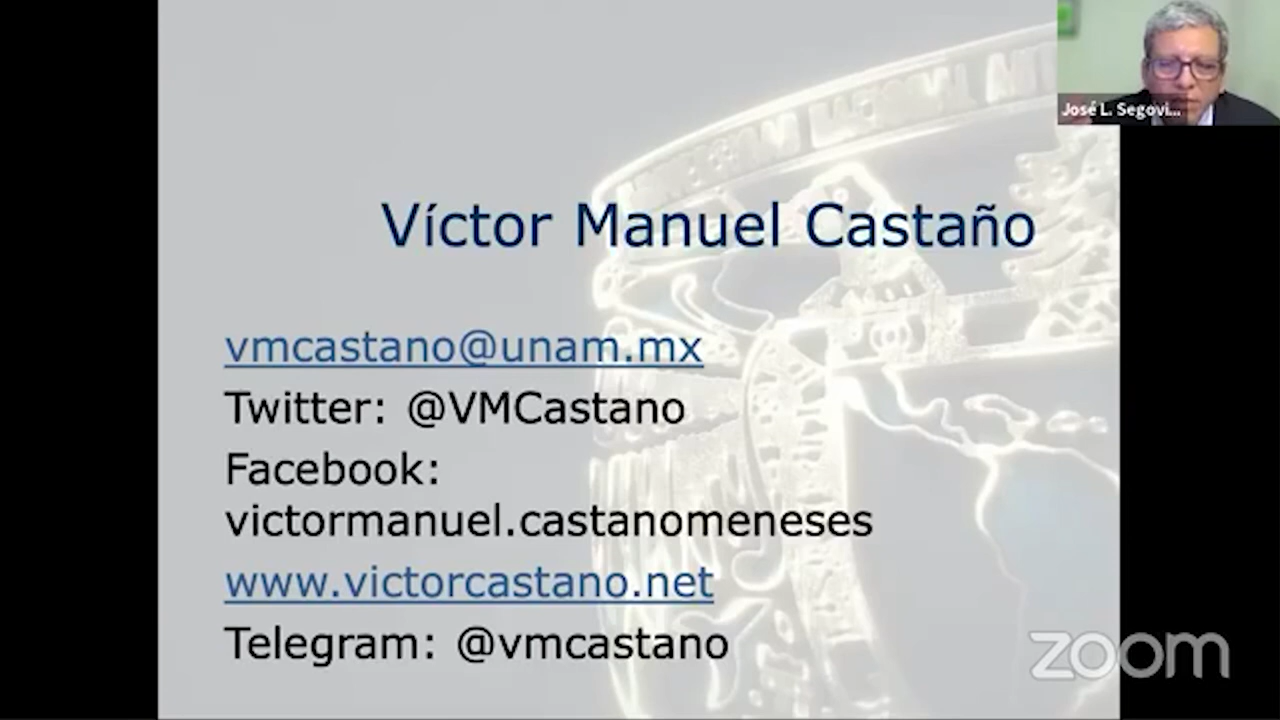 José L. Segovi...
Víctor Manuel Castaño
vmcastano@unam.mx
Twitter: @VMCastano
Facebook:
victormanuel.castanomeneses
www.victorcastano.net
Telegram: @vmcastano
zoom